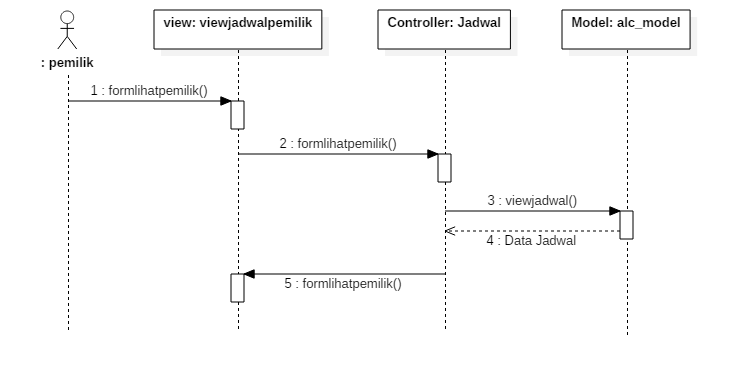 view: viewjadwalpemilik
Controller: Jadwal
Model: alc_model
: pemilik
1 : formlihatpemilik()
2 : formlihatpemilik()
3 : viewjadwal()
4 : Data Jadwal
5 : formlihatpemilik()